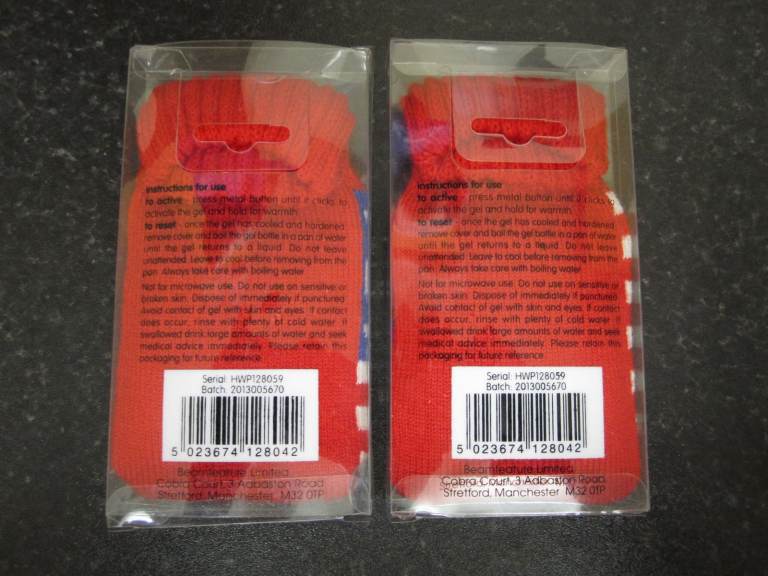 instructions for use
to active - press metal button until it clicks to
activate the gel and hold for warmth.
to reset - once the gel has cooled and hardened
remove cover and boil the gel bottle in a pan of water
until the gel returns to a liquid. Do not leave
unattended. Leave to cool before removing from the
pan. Always take care with boiling water
Not for microwave use. Do not use on sensitive or
broken skin. Dispose of immediately if punctured.
Avoid contact of gel with skin and eyes. If contact
does occur, rinse with plenty of cold water. If
swallowed drink large amounts of water and seek
medical advice immediately. Please retain this
packaging for future reference.
Serial: HWP128059
Batch: 2013005670
5 023674 128042
Beamfeature Limited
Cobra Court, 3 Adbaston Road
Stretford, Manchester M32 0TP
instructions for use
to active - press metal button until it clicks to
activate the gel and hold for warmth.
to reset - once the gel has cooled and hardened
remove cover and boil the gel bottle in a pan of water
until the gel returns to a liquid. Do not leave
unattended. Leave to cool before removing from the
pan. Always take care with boiling water
Not for microwave use. Do not use on sensitive or
broken skin. Dispose of immediately if punctured.
Avoid contact of gel with skin and eyes. If contact
does occur, rinse with plenty of cold water. If
swallowed drink large amounts of water and seek
medical advice immediately. Please retain this
packaging for future reference.
Serial: HWP128059
Batch: 2013005670
5 023674 128042
Beamfeature Limited
Cobra Court, 3 Adbaston Road
Stretford, Manchester M32 0TP